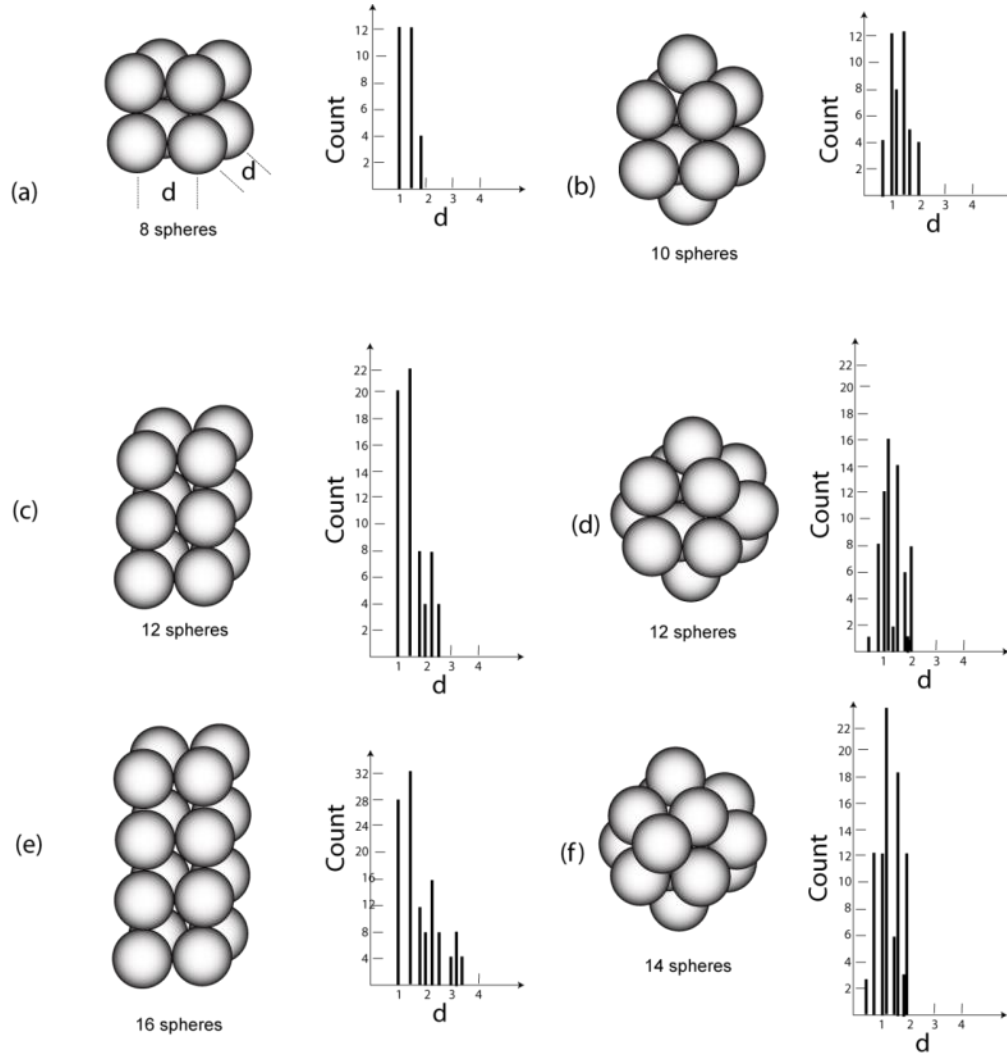 12
10
8
6
4
2
Count
1 2 3 4
d
d
d
(a)
8 spheres
12
10
8
6
4
2
Count
1 2 3 4
d
(b)
10 spheres
22
20
18
16
14
12
10
8
6
4
2
Count
1 2 3 4
d
(c)
12 spheres
22
20
18
16
14
12
10
8
6
4
2
Count
1 2 3 4
d
(d)
12 spheres
32
28
24
20
16
12
8
4
Count
1 2 3 4
d
(e)
16 spheres
20
20
18
16
14
12
10
8
6
4
2
Count
1 2 3 4
d
(f)
14 spheres